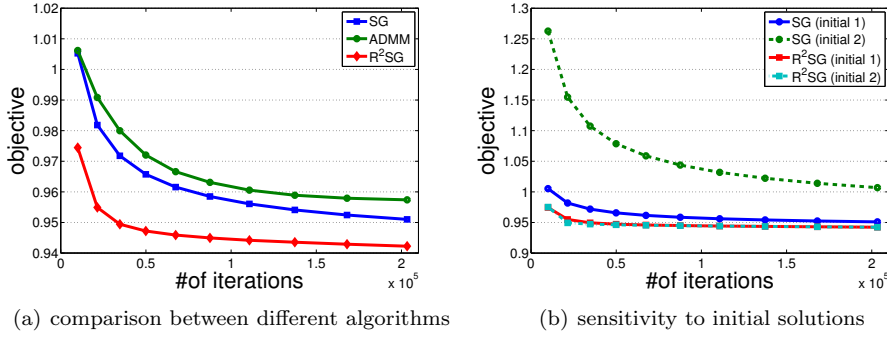 1.02
1.01
1
0.99
0.98
0.97
0.96
0.95
0.94
objective
SG
ADMM
R²SG
0 0.5 1 1.5 2
x 10⁵
#of iterations
(a) comparison between different algorithms
1.3
1.25
1.2
1.15
1.1
1.05
1
0.95
0.9
objective
SG (initial 1)
SG (initial 2)
R²SG (initial 1)
R²SG (initial 2)
0 0.5 1 1.5 2
x 10⁵
#of iterations
(b) sensitivity to initial solutions